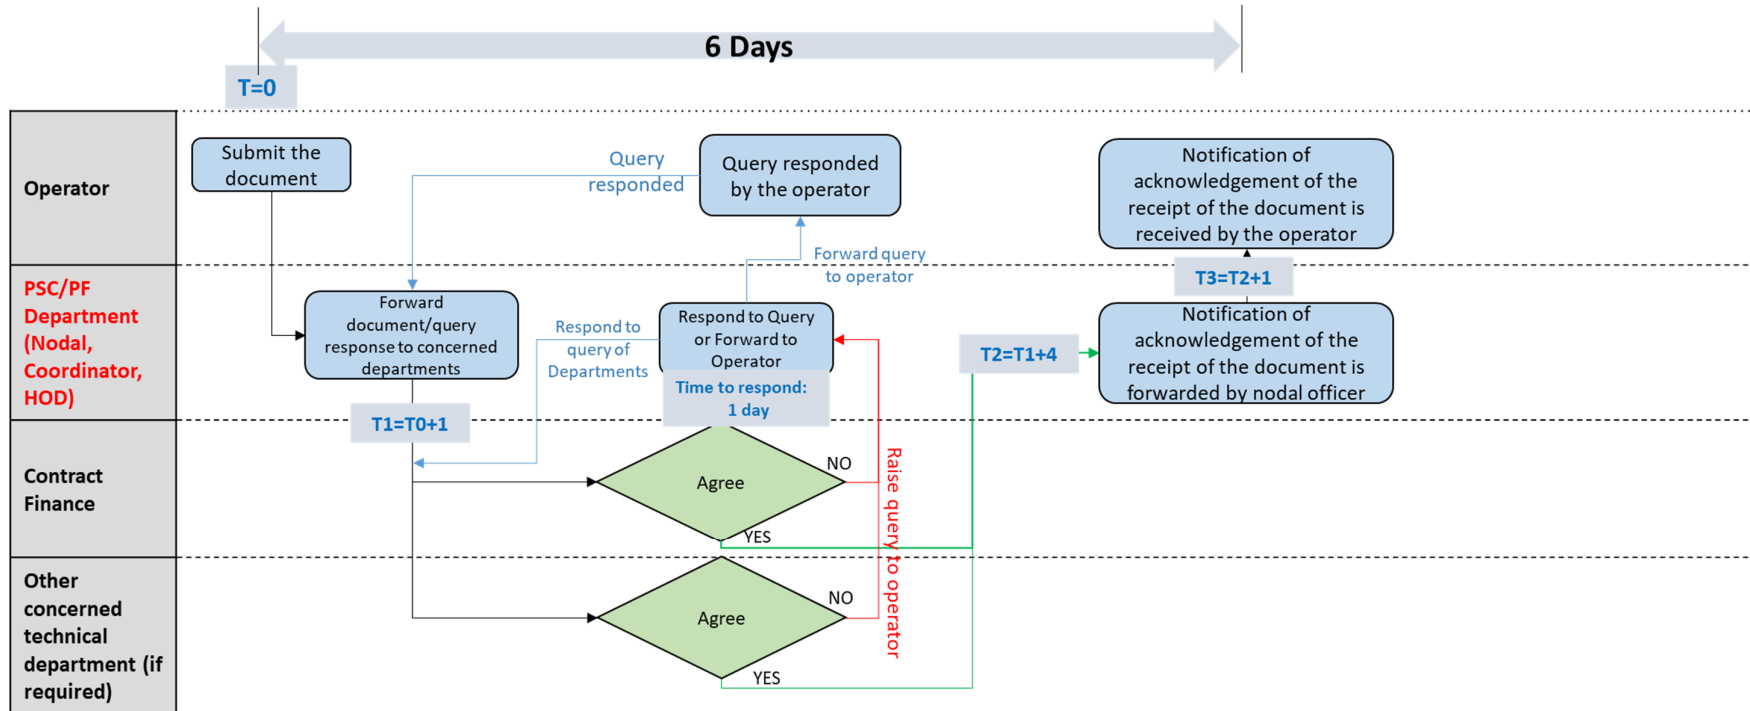 6 Days
T=0
Operator
Submit the
document
Query
responded
Query responded
by the operator
Notification of
acknowledgement of the
receipt of the document is
received by the operator
Forward query
to operator
T3=T2+1
PSC/PF
Department
(Nodal,
Coordinator,
HOD)
Forward
document/query
response to concerned
departments
Respond to
query of
Departments
Respond to Query
or Forward to
Operator
Time to respond:
1 day
T2=T1+4
Notification of
acknowledgement of the
receipt of the document is
forwarded by nodal officer
T1=T0+1
Contract
Finance
Agree
NO
YES
Raise query to operator
Other
concerned
technical
department (if
required)
Agree
NO
YES